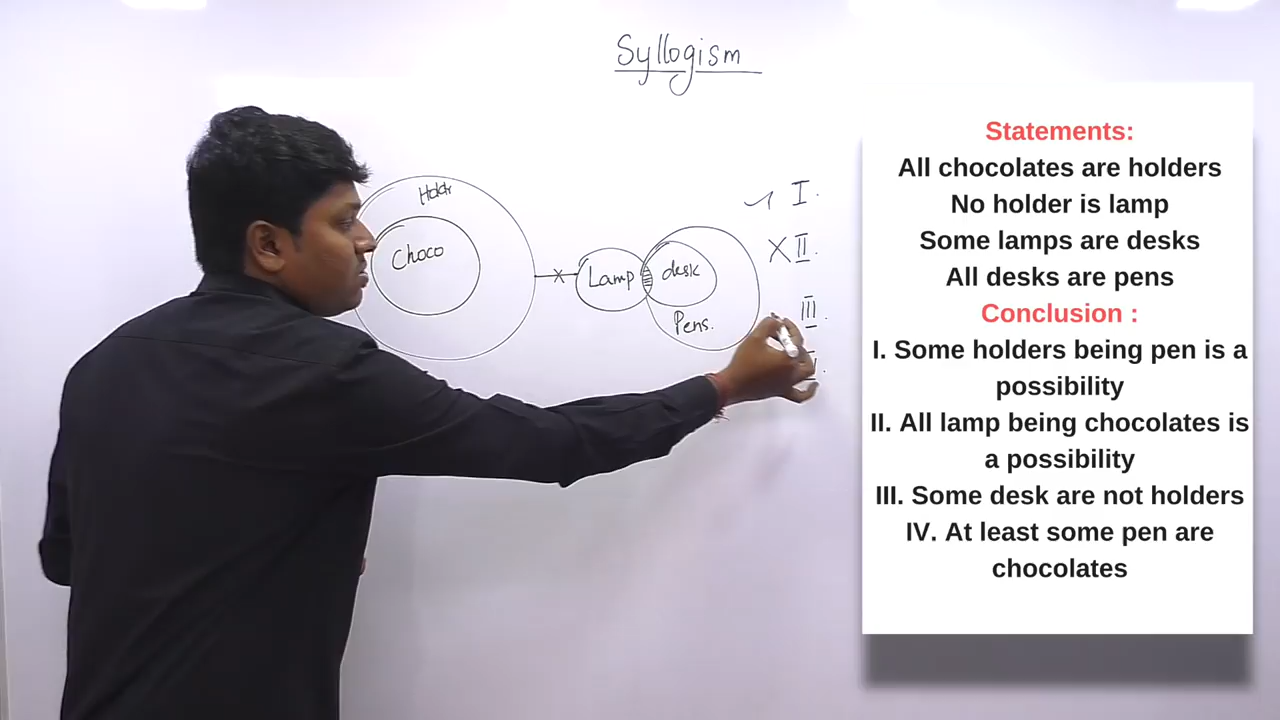 Syllogism
Holdr
Choco
Lamp
desk
Pens.
I.
II.
III.
Statements:
All chocolates are holders
No holder is lamp
Some lamps are desks
All desks are pens
Conclusion :
I. Some holders being pen is a
possibility
II. All lamp being chocolates is
a possibility
III. Some desk are not holders
IV. At least some pen are
chocolates